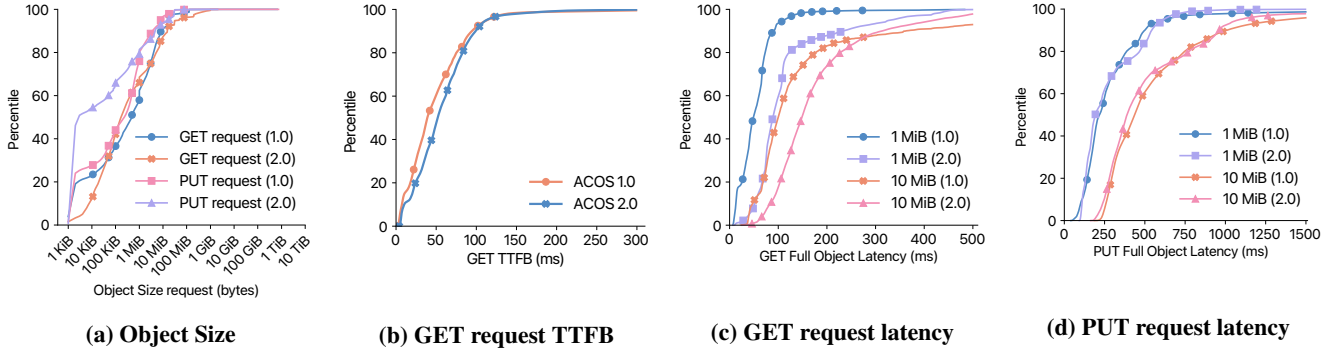 Percentile
100
80
60
40
20
0
GET request (1.0)
GET request (2.0)
PUT request (1.0)
PUT request (2.0)
1 KiB
10 KiB
100 KiB
1 MiB
10 MiB
100 MiB
1 GiB
10 GiB
100 GiB
1 TiB
10 TiB
Object Size request (bytes)
(a) Object Size
Percentile
100
80
60
40
20
0
ACOS 1.0
ACOS 2.0
0 50 100 150 200 250 300
GET TTFB (ms)
(b) GET request TTFB
Percentile
100
80
60
40
20
0
1 MiB (1.0)
1 MiB (2.0)
10 MiB (1.0)
10 MiB (2.0)
0 100 200 300 400 500
GET Full Object Latency (ms)
(c) GET request latency
Percentile
100
80
60
40
20
0
1 MiB (1.0)
1 MiB (2.0)
10 MiB (1.0)
10 MiB (2.0)
0 250 500 750 1000 1250 1500
PUT Full Object Latency (ms)
(d) PUT request latency